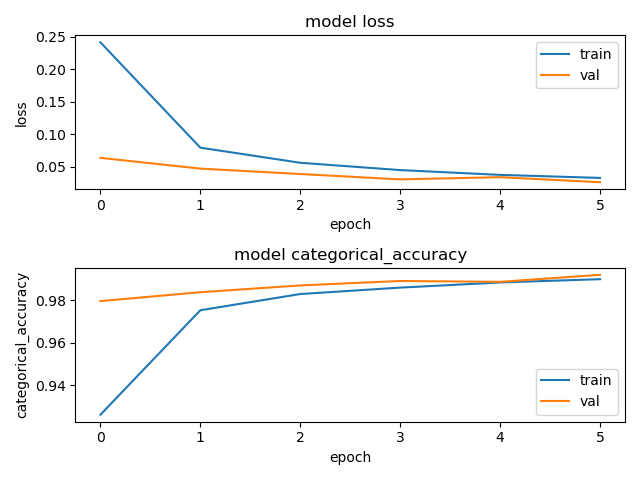 model loss
0.25
0.20
0.15
0.10
0.05
loss
train
val
0 1 2 3 4 5
epoch
model categorical_accuracy
0.98
0.96
0.94
categorical_accuracy
train
val
0 1 2 3 4 5
epoch